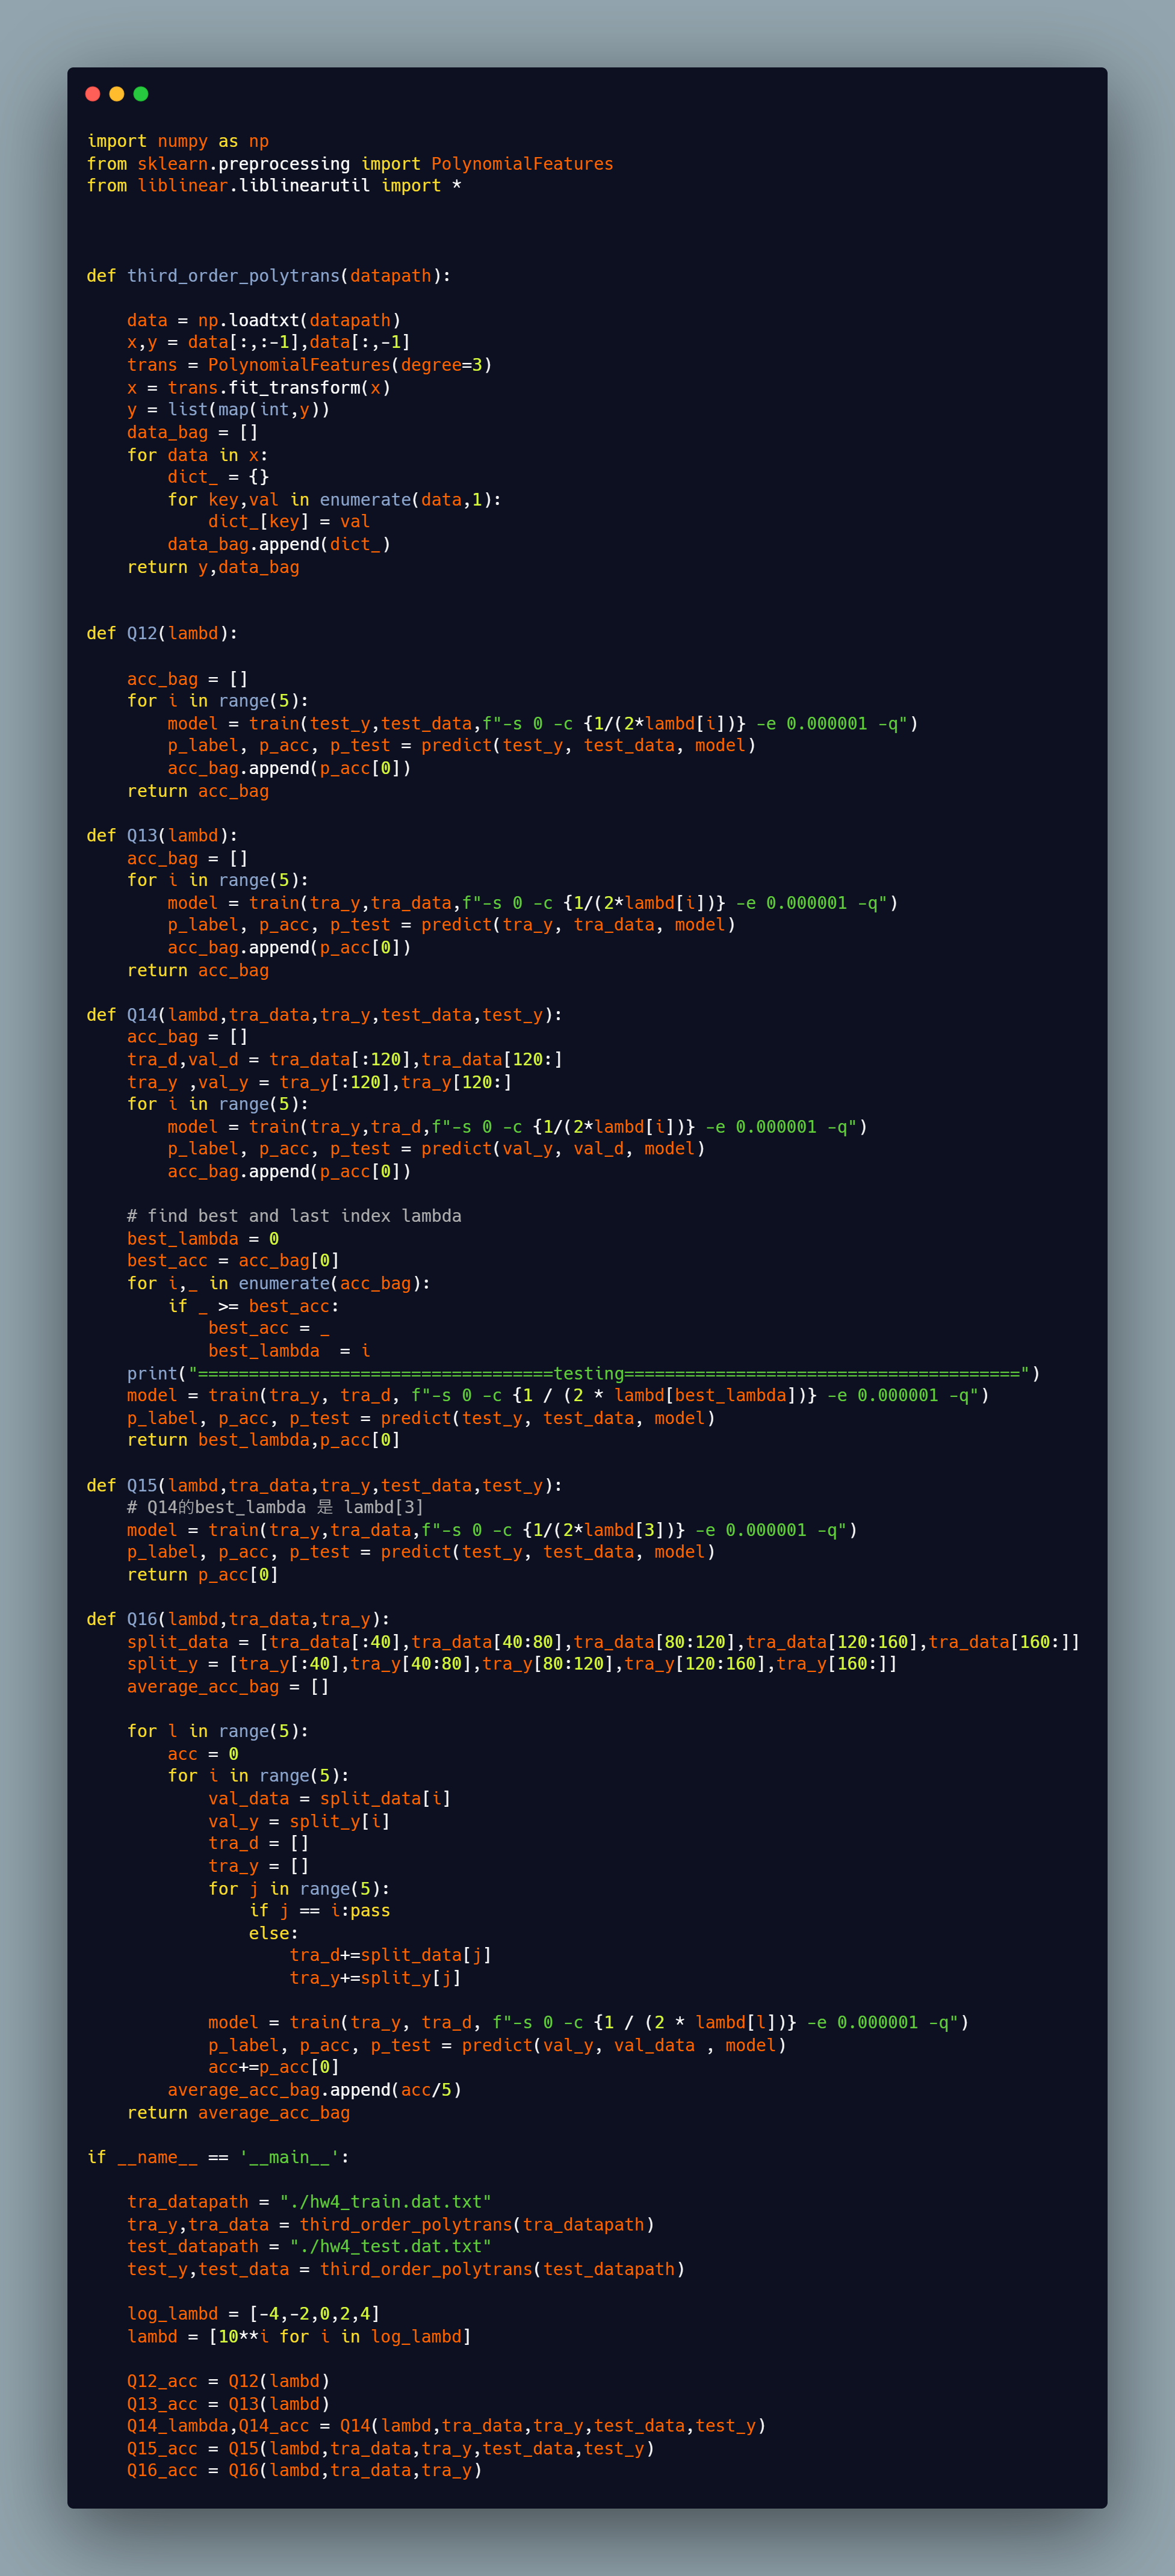 import numpy as np
from sklearn.preprocessing import PolynomialFeatures
from liblinear.liblinearutil import *
def third_order_polytrans(datapath):
    data = np.loadtxt(datapath)
    x,y = data[:,:-1],data[:,-1]
    trans = PolynomialFeatures(degree=3)
    x = trans.fit_transform(x)
    y = list(map(int,y))
    data_bag = []
    for data in x:
        dict_ = {}
        for key,val in enumerate(data,1):
            dict_[key] = val
        data_bag.append(dict_)
    return y,data_bag
def Q12(lambd):
    acc_bag = []
    for i in range(5):
        model = train(test_y,test_data,f"-s 0 -c {1/(2*lambd[i])} -e 0.000001 -q")
        p_label, p_acc, p_test = predict(test_y, test_data, model)
        acc_bag.append(p_acc[0])
    return acc_bag
def Q13(lambd):
    acc_bag = []
    for i in range(5):
        model = train(tra_y,tra_data,f"-s 0 -c {1/(2*lambd[i])} -e 0.000001 -q")
        p_label, p_acc, p_test = predict(tra_y, tra_data, model)
        acc_bag.append(p_acc[0])
    return acc_bag
def Q14(lambd,tra_data,tra_y,test_data,test_y):
    acc_bag = []
    tra_d,val_d = tra_data[:120],tra_data[120:]
    tra_y ,val_y = tra_y[:120],tra_y[120:]
    for i in range(5):
        model = train(tra_y,tra_d,f"-s 0 -c {1/(2*lambd[i])} -e 0.000001 -q")
        p_label, p_acc, p_test = predict(val_y, val_d, model)
        acc_bag.append(p_acc[0])
    # find best and last index lambda
    best_lambda = 0
    best_acc = acc_bag[0]
    for i,_ in enumerate(acc_bag):
        if _ >= best_acc:
            best_acc = _
            best_lambda  = i
    print("===================================testing=======================================")
    model = train(tra_y, tra_d, f"-s 0 -c {1 / (2 * lambd[best_lambda])} -e 0.000001 -q")
    p_label, p_acc, p_test = predict(test_y, test_data, model)
    return best_lambda,p_acc[0]
def Q15(lambd,tra_data,tra_y,test_data,test_y):
    # Q14的best_lambda 是 lambd[3]
    model = train(tra_y,tra_data,f"-s 0 -c {1/(2*lambd[3])} -e 0.000001 -q")
    p_label, p_acc, p_test = predict(test_y, test_data, model)
    return p_acc[0]
def Q16(lambd,tra_data,tra_y):
    split_data = [tra_data[:40],tra_data[40:80],tra_data[80:120],tra_data[120:160],tra_data[160:]]
    split_y = [tra_y[:40],tra_y[40:80],tra_y[80:120],tra_y[120:160],tra_y[160:]]
    average_acc_bag = []
    for l in range(5):
        acc = 0
        for i in range(5):
            val_data = split_data[i]
            val_y = split_y[i]
            tra_d = []
            tra_y = []
            for j in range(5):
                if j == i:pass
                else:
                    tra_d+=split_data[j]
                    tra_y+=split_y[j]
            model = train(tra_y, tra_d, f"-s 0 -c {1 / (2 * lambd[l])} -e 0.000001 -q")
            p_label, p_acc, p_test = predict(val_y, val_data , model)
            acc+=p_acc[0]
        average_acc_bag.append(acc/5)
    return average_acc_bag
if __name__ == '__main__':
    tra_datapath = "./hw4_train.dat.txt"
    tra_y,tra_data = third_order_polytrans(tra_datapath)
    test_datapath = "./hw4_test.dat.txt"
    test_y,test_data = third_order_polytrans(test_datapath)
    log_lambd = [-4,-2,0,2,4]
    lambd = [10**i for i in log_lambd]
    Q12_acc = Q12(lambd)
    Q13_acc = Q13(lambd)
    Q14_lambda,Q14_acc = Q14(lambd,tra_data,tra_y,test_data,test_y)
    Q15_acc = Q15(lambd,tra_data,tra_y,test_data,test_y)
    Q16_acc = Q16(lambd,tra_data,tra_y)